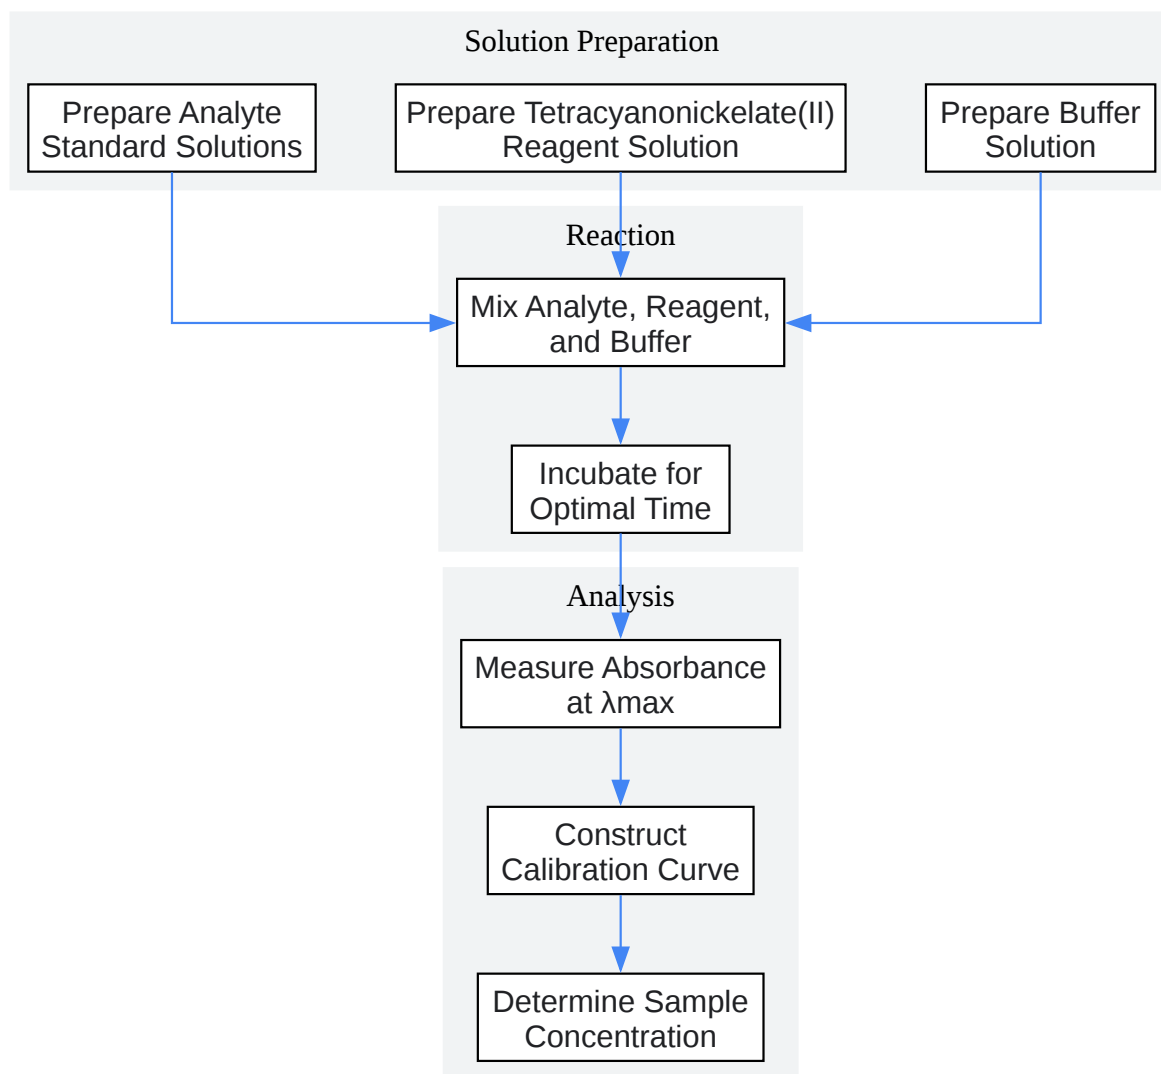 Solution Preparation
Prepare Analyte
Standard Solutions
Prepare Tetracyanonickelate(II)
Reagent Solution
Prepare Buffer
Solution
Reaction
Mix Analyte, Reagent,
and Buffer
Incubate for
Optimal Time
Analysis
Measure Absorbance
at λmax
Construct
Calibration Curve
Determine Sample
Concentration